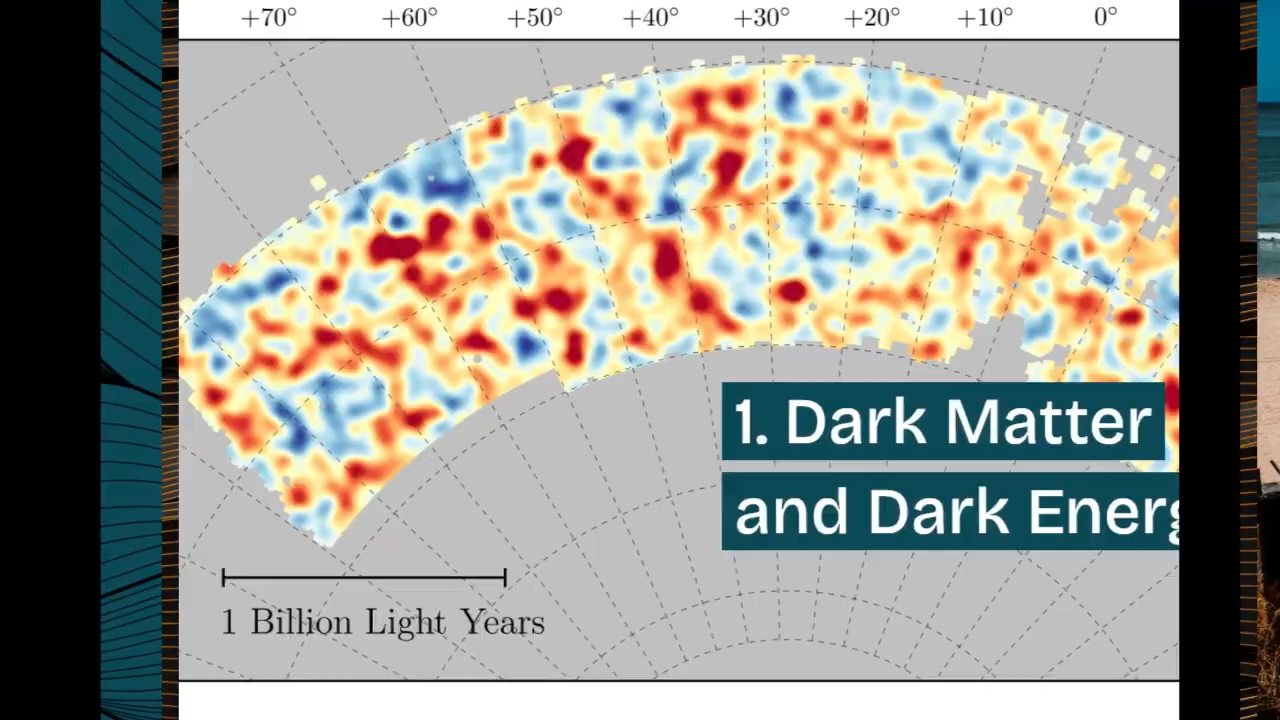 +70° +60° +50° +40° +30° +20° +10° 0°
1. Dark Matter
and Dark Energ
1 Billion Light Years